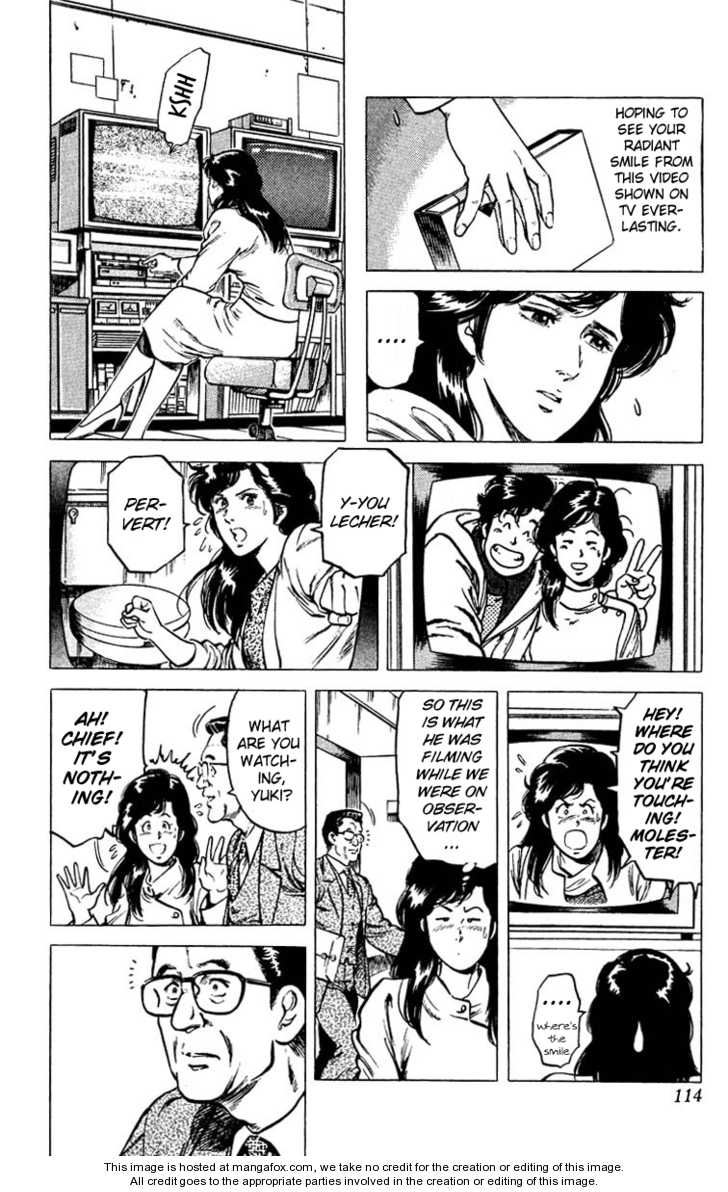 HOPING TO
SEE YOUR
RADIANT
SMILE FROM
THIS VIDEO
SHOWN ON
TV EVER-
LASTING.
....
KSHH
F1.
Y-YOU
LECHER!
PER-
VERT!
HEY!
WHERE
DO YOU
THINK
YOU'RE
TOUCH-
ING!
MOLES-
TER!
....
where's
the
smile
SO THIS
IS WHAT
HE WAS
FILMING
WHILE WE
WERE ON
OBSER-
VATION
...
WHAT
ARE YOU
WATCH-
ING,
YUKI?
AH!
CHIEF!
IT'S
NOTH-
ING!
114
This image is hosted at mangafox.com, we take no credit for the creation or editing of this image.
All credit goes to the appropriate parties involved in the creation or editing of this image.